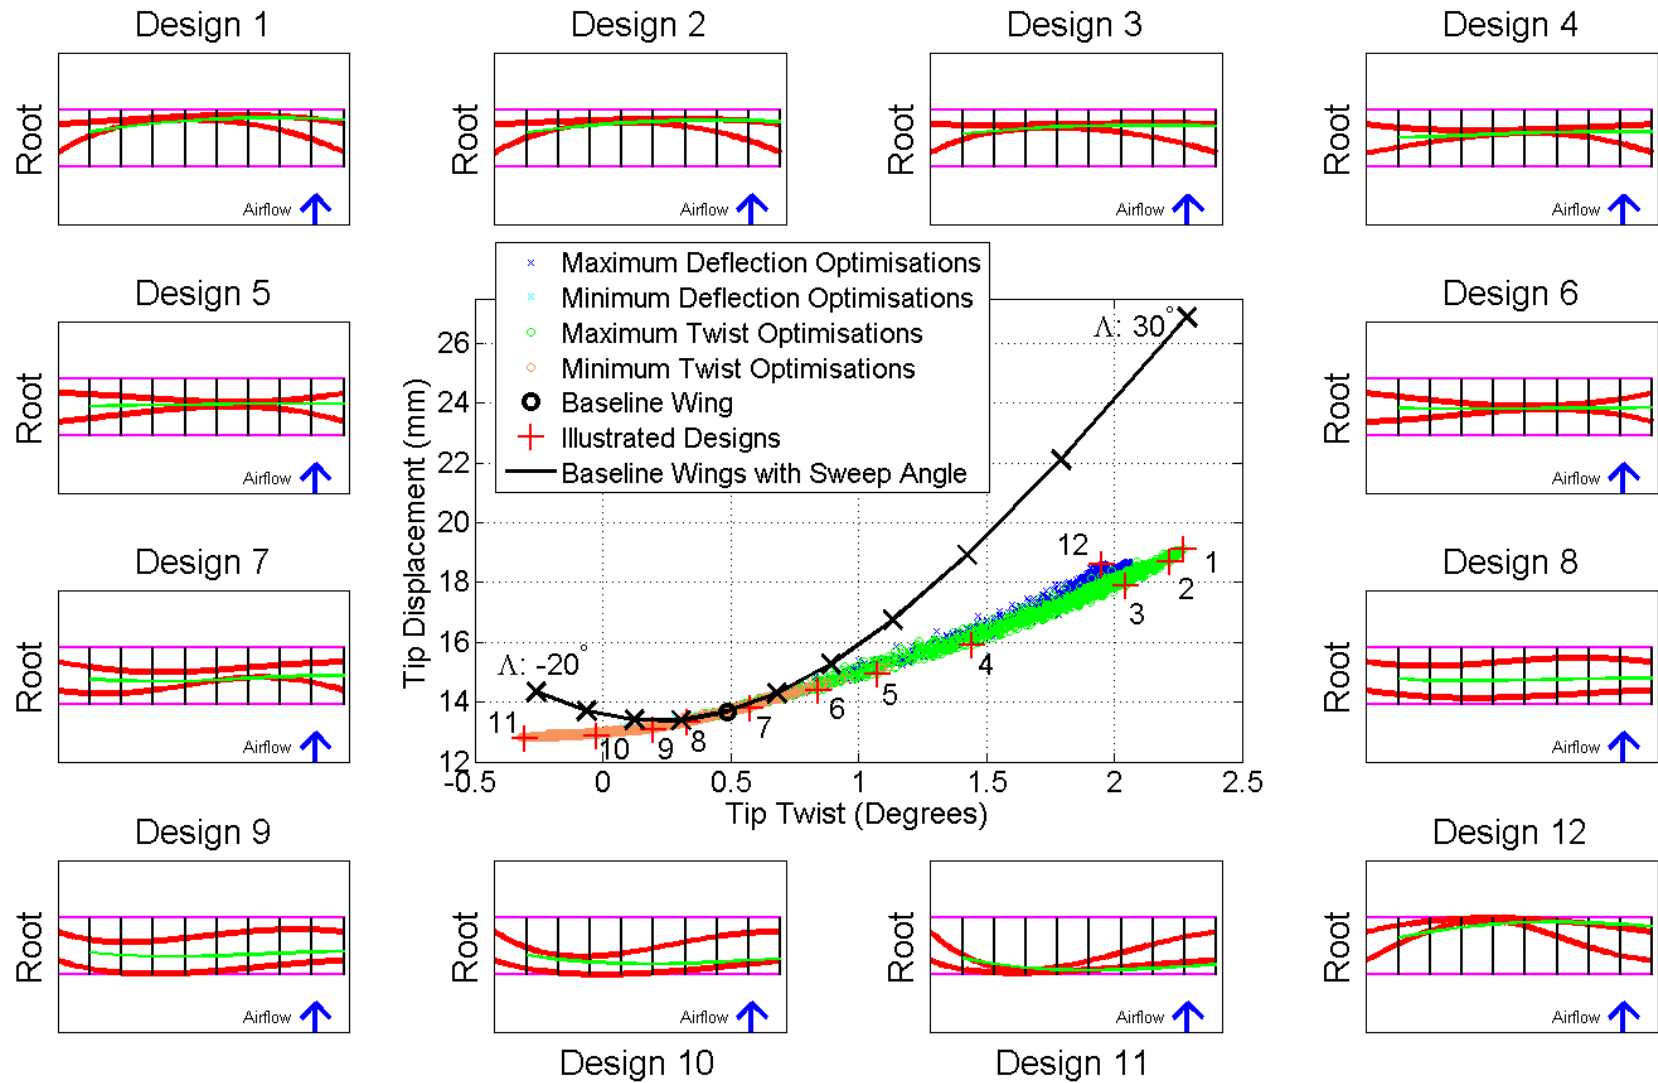 Design 1
Design 2
Design 3
Design 4
Root
Airflow
Root
Airflow
Root
Airflow
Root
Airflow
Design 5
Root
Airflow
Design 6
Root
Airflow
Design 7
Root
Airflow
Design 8
Root
Airflow
Maximum Deflection Optimisations
Minimum Deflection Optimisations
Maximum Twist Optimisations
Minimum Twist Optimisations
Baseline Wing
Illustrated Designs
Baseline Wings with Sweep Angle
Tip Displacement (mm)
26
24
22
20
18
16
14
12
Λ: 30°
Λ: -20°
12
1
2
3
4
5
6
7
8
9
10
11
-0.5
0
0.5
1
1.5
2
2.5
Tip Twist (Degrees)
Design 9
Root
Airflow
Root
Airflow
Design 10
Root
Airflow
Design 11
Design 12
Root
Airflow